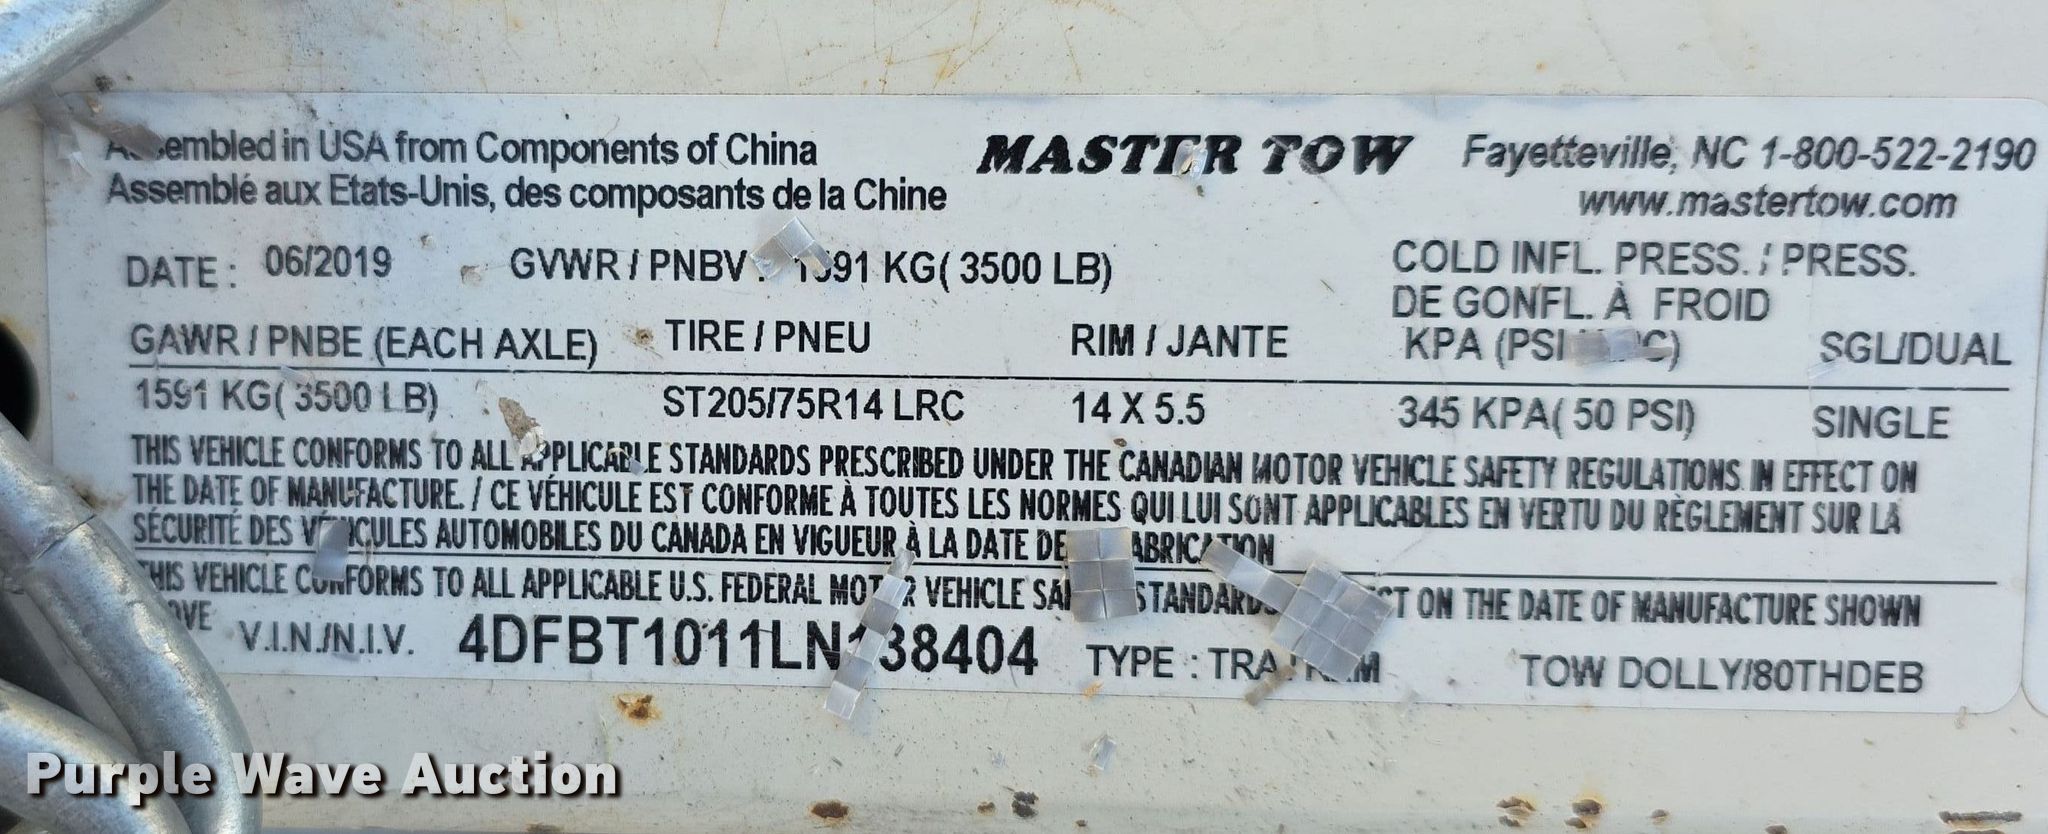 Assembled in USA from Components of China
Assemblé aux Etats-Unis, des composants de la Chine
MASTER TOW
Fayetteville, NC 1-800-522-2190
www.mastertow.com
DATE : 06/2019
GVWR / PNBV : 1591 KG( 3500 LB)
COLD INFL. PRESS. / PRESS.
DE GONFL. À FROID
GAWR / PNBE (EACH AXLE) TIRE / PNEU RIM / JANTE KPA (PSI SGL/DUAL
1591 KG( 3500 LB) ST205/75R14 LRC 14 X 5.5 345 KPA( 50 PSI) SINGLE
THIS VEHICLE CONFORMS TO ALL APPLICABLE STANDARDS PRESCRIBED UNDER THE CANADIAN MOTOR VEHICLE SAFETY REGULATIONS IN EFFECT ON
THE DATE OF MANUFACTURE. / CE VÉHICULE EST CONFORME À TOUTES LES NORMES QUI LUI SONT APPLICABLES EN VERTU DU RÈGLEMENT SUR LA
SÉCURITÉ DES VÉHICULES AUTOMOBILES DU CANADA EN VIGUEUR À LA DATE DE FABRICATION
THIS VEHICLE CONFORMS TO ALL APPLICABLE U.S. FEDERAL MOTOR VEHICLE STANDARDS ON THE DATE OF MANUFACTURE SHOWN
ABOVE
V.I.N./N.I.V. 4DFBT1011LN138404 TYPE : TOW DOLLY/80THDEB
Purple Wave Auction